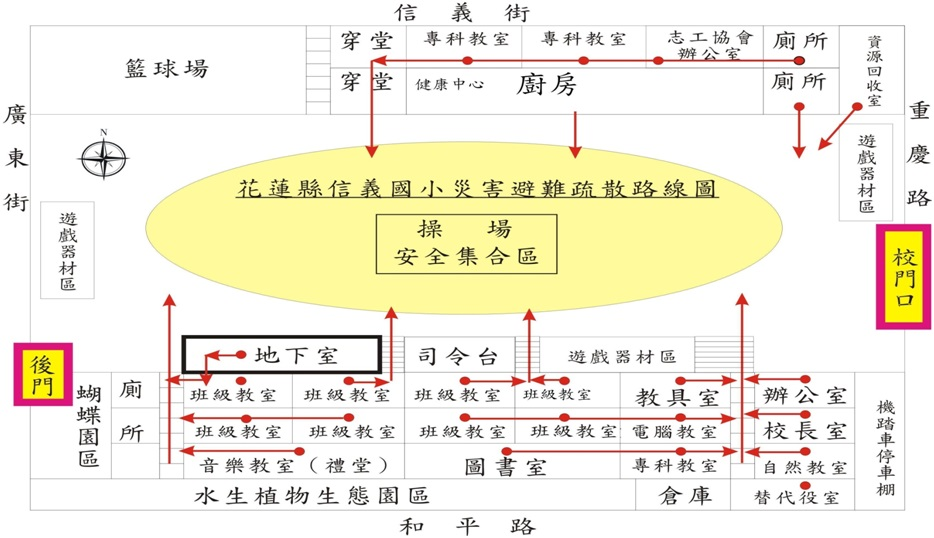 信義街
籃球場
穿堂
專科教室
專科教室
志工協會
辦公室
廁所
資源回收室
穿堂
健康中心
廚房
廁所
廣東街
重慶路
N
遊戲器材區
花蓮縣信義國小災害避難疏散路線圖
操場
安全集合區
遊戲器材區
校門口
後門
地下室
司令台
遊戲器材區
蝴蝶園區
廁所
班級教室
班級教室
班級教室
班級教室
教具室
辦公室
班級教室
班級教室
班級教室
班級教室
電腦教室
校長室
音樂教室(禮堂)
圖書室
專科教室
自然教室
機踏車停車棚
水生植物生態園區
倉庫
替代役室
和平路